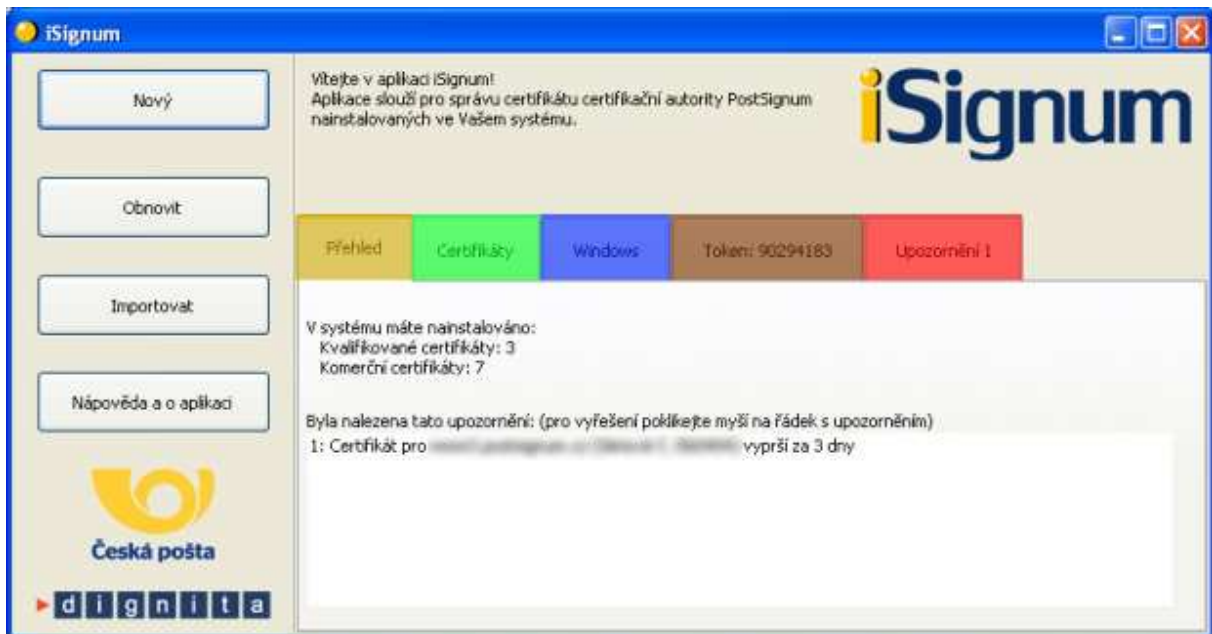 iSignum
Nový
Obnovit
Importovat
Nápověda a o aplikaci
Česká pošta
dignita
Vítejte v aplikaci iSignum!
Aplikace slouží pro správu certifikátu certifikační autority PostSignum
nainstalovaných ve Vašem systému.
iSignum
Přehled
Certifikáty
Windows
Token: 90294183
Upozornění 1
V systému máte nainstalováno:
Kvalifikované certifikáty: 3
Komerční certifikáty: 7
Byla nalezena tato upozornění: (pro vyřešení poklikejte myší na řádek s upozorněním)
1: Certifikát pro vyprší za 3 dny